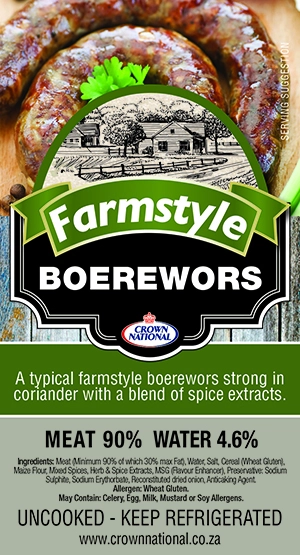 SERVING SUGGESTION
Farmstyle
BOEREWORS
CROWN
NATIONAL
A typical farmstyle boerewors strong in
coriander with a blend of spice extracts.
MEAT 90% WATER 4.6%
Ingredients: Meat (Minimum 90% of which 30% max Fat), Water, Salt, Cereal (Wheat Gluten),
Maize Flour, Mixed Spices, Herb & Spice Extracts, MSG (Flavour Enhancer), Preservative: Sodium
Sulphite, Sodium Erythorbate, Reconstituted dried onion, Anticaking Agent.
Allergen: Wheat Gluten.
May Contain: Celery, Egg, Milk, Mustard or Soy Allergens.
UNCOOKED - KEEP REFRIGERATED
www.crownnational.co.za